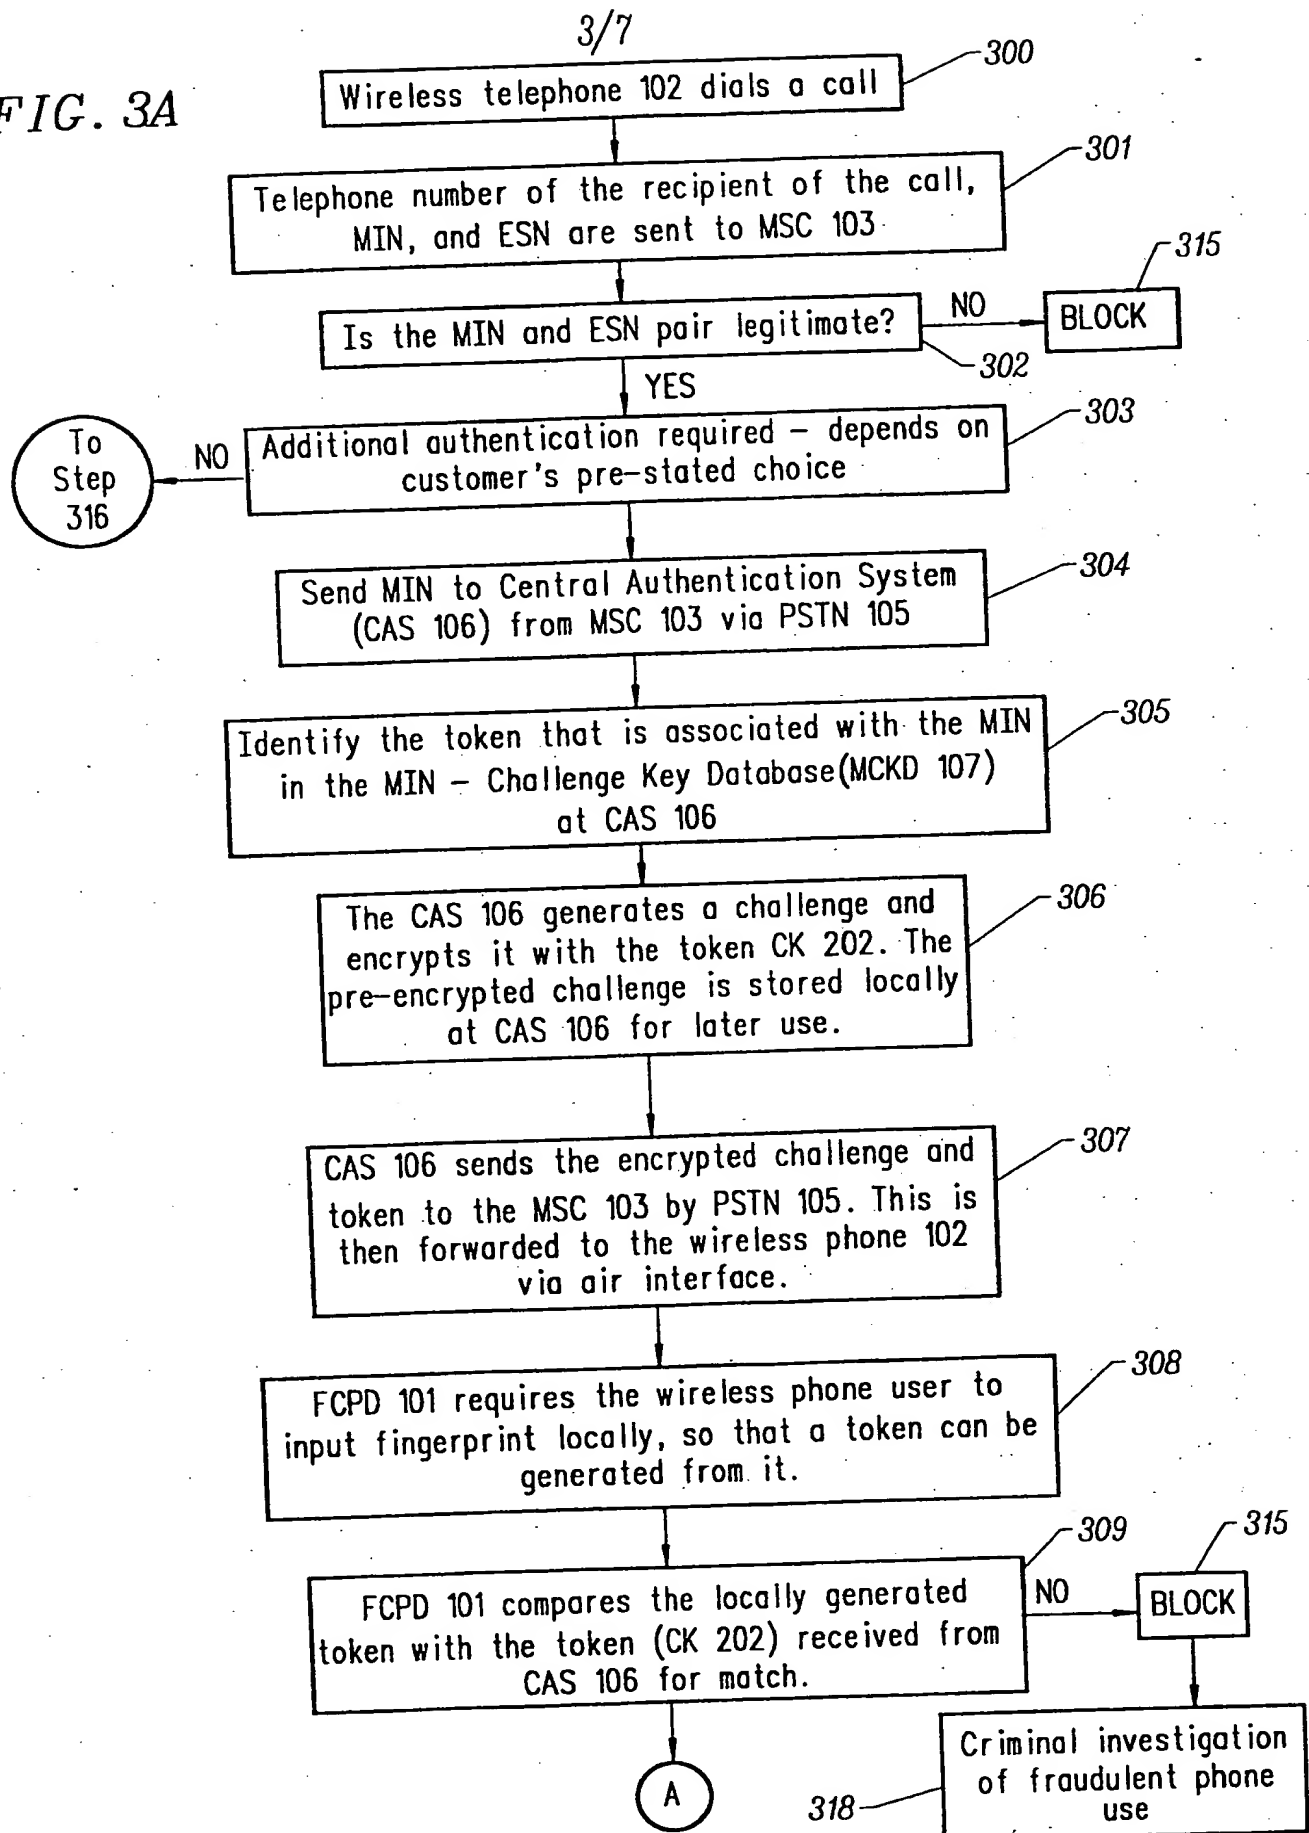 3/7
FIG. 3A
300
Wireless telephone 102 dials a call
301
Telephone number of the recipient of the call,
MIN, and ESN are sent to MSC 103
315
Is the MIN and ESN pair legitimate?
NO
BLOCK
302
YES
303
To
Step
316
NO
Additional authentication required – depends on
customer's pre-stated choice
304
Send MIN to Central Authentication System
(CAS 106) from MSC 103 via PSTN 105
305
Identify the token that is associated with the MIN
in the MIN – Challenge Key Database(MCKD 107)
at CAS 106
306
The CAS 106 generates a challenge and
encrypts it with the token CK 202. The
pre-encrypted challenge is stored locally
at CAS 106 for later use.
307
CAS 106 sends the encrypted challenge and
token to the MSC 103 by PSTN 105. This is
then forwarded to the wireless phone 102
via air interface.
308
FCPD 101 requires the wireless phone user to
input fingerprint locally, so that a token can be
generated from it.
309
315
FCPD 101 compares the locally generated
token with the token (CK 202) received from
CAS 106 for match.
NO
BLOCK
A
318
Criminal investigation
of fraudulent phone
use